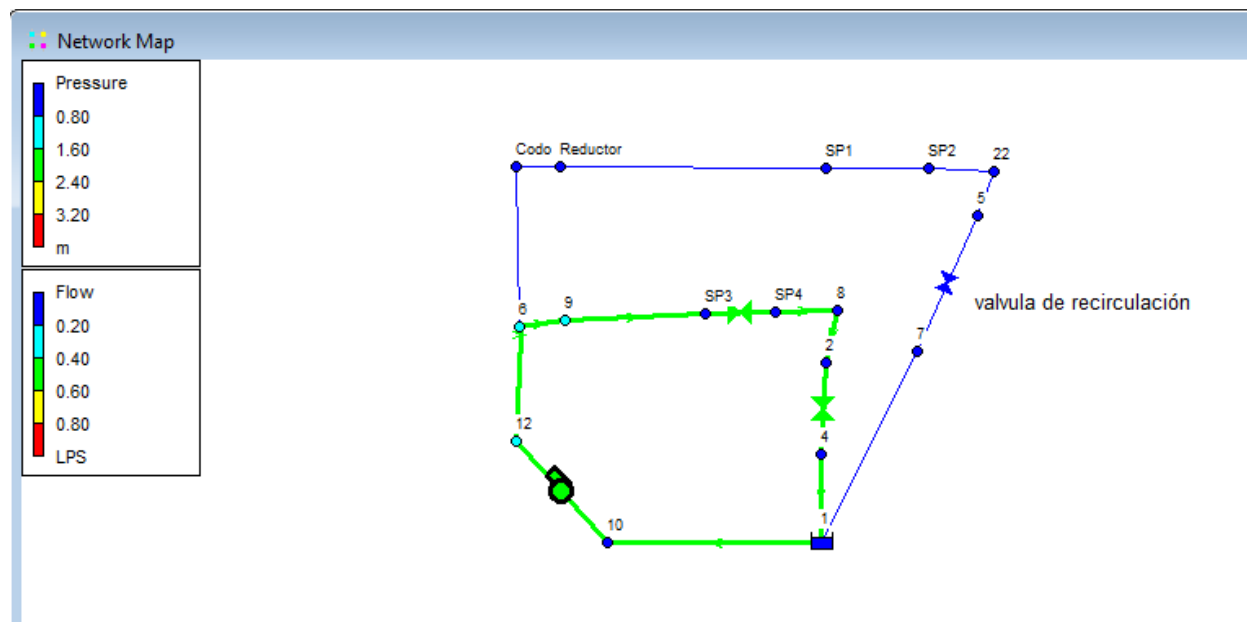 Network Map
Pressure
0.80
1.60
2.40
3.20
m
Flow
0.20
0.40
0.60
0.80
LPS
Codo Reductor SP1 SP2 22
5
valvula de recirculación
6 9 SP3 SP4 8
2
7
12 4
10 1